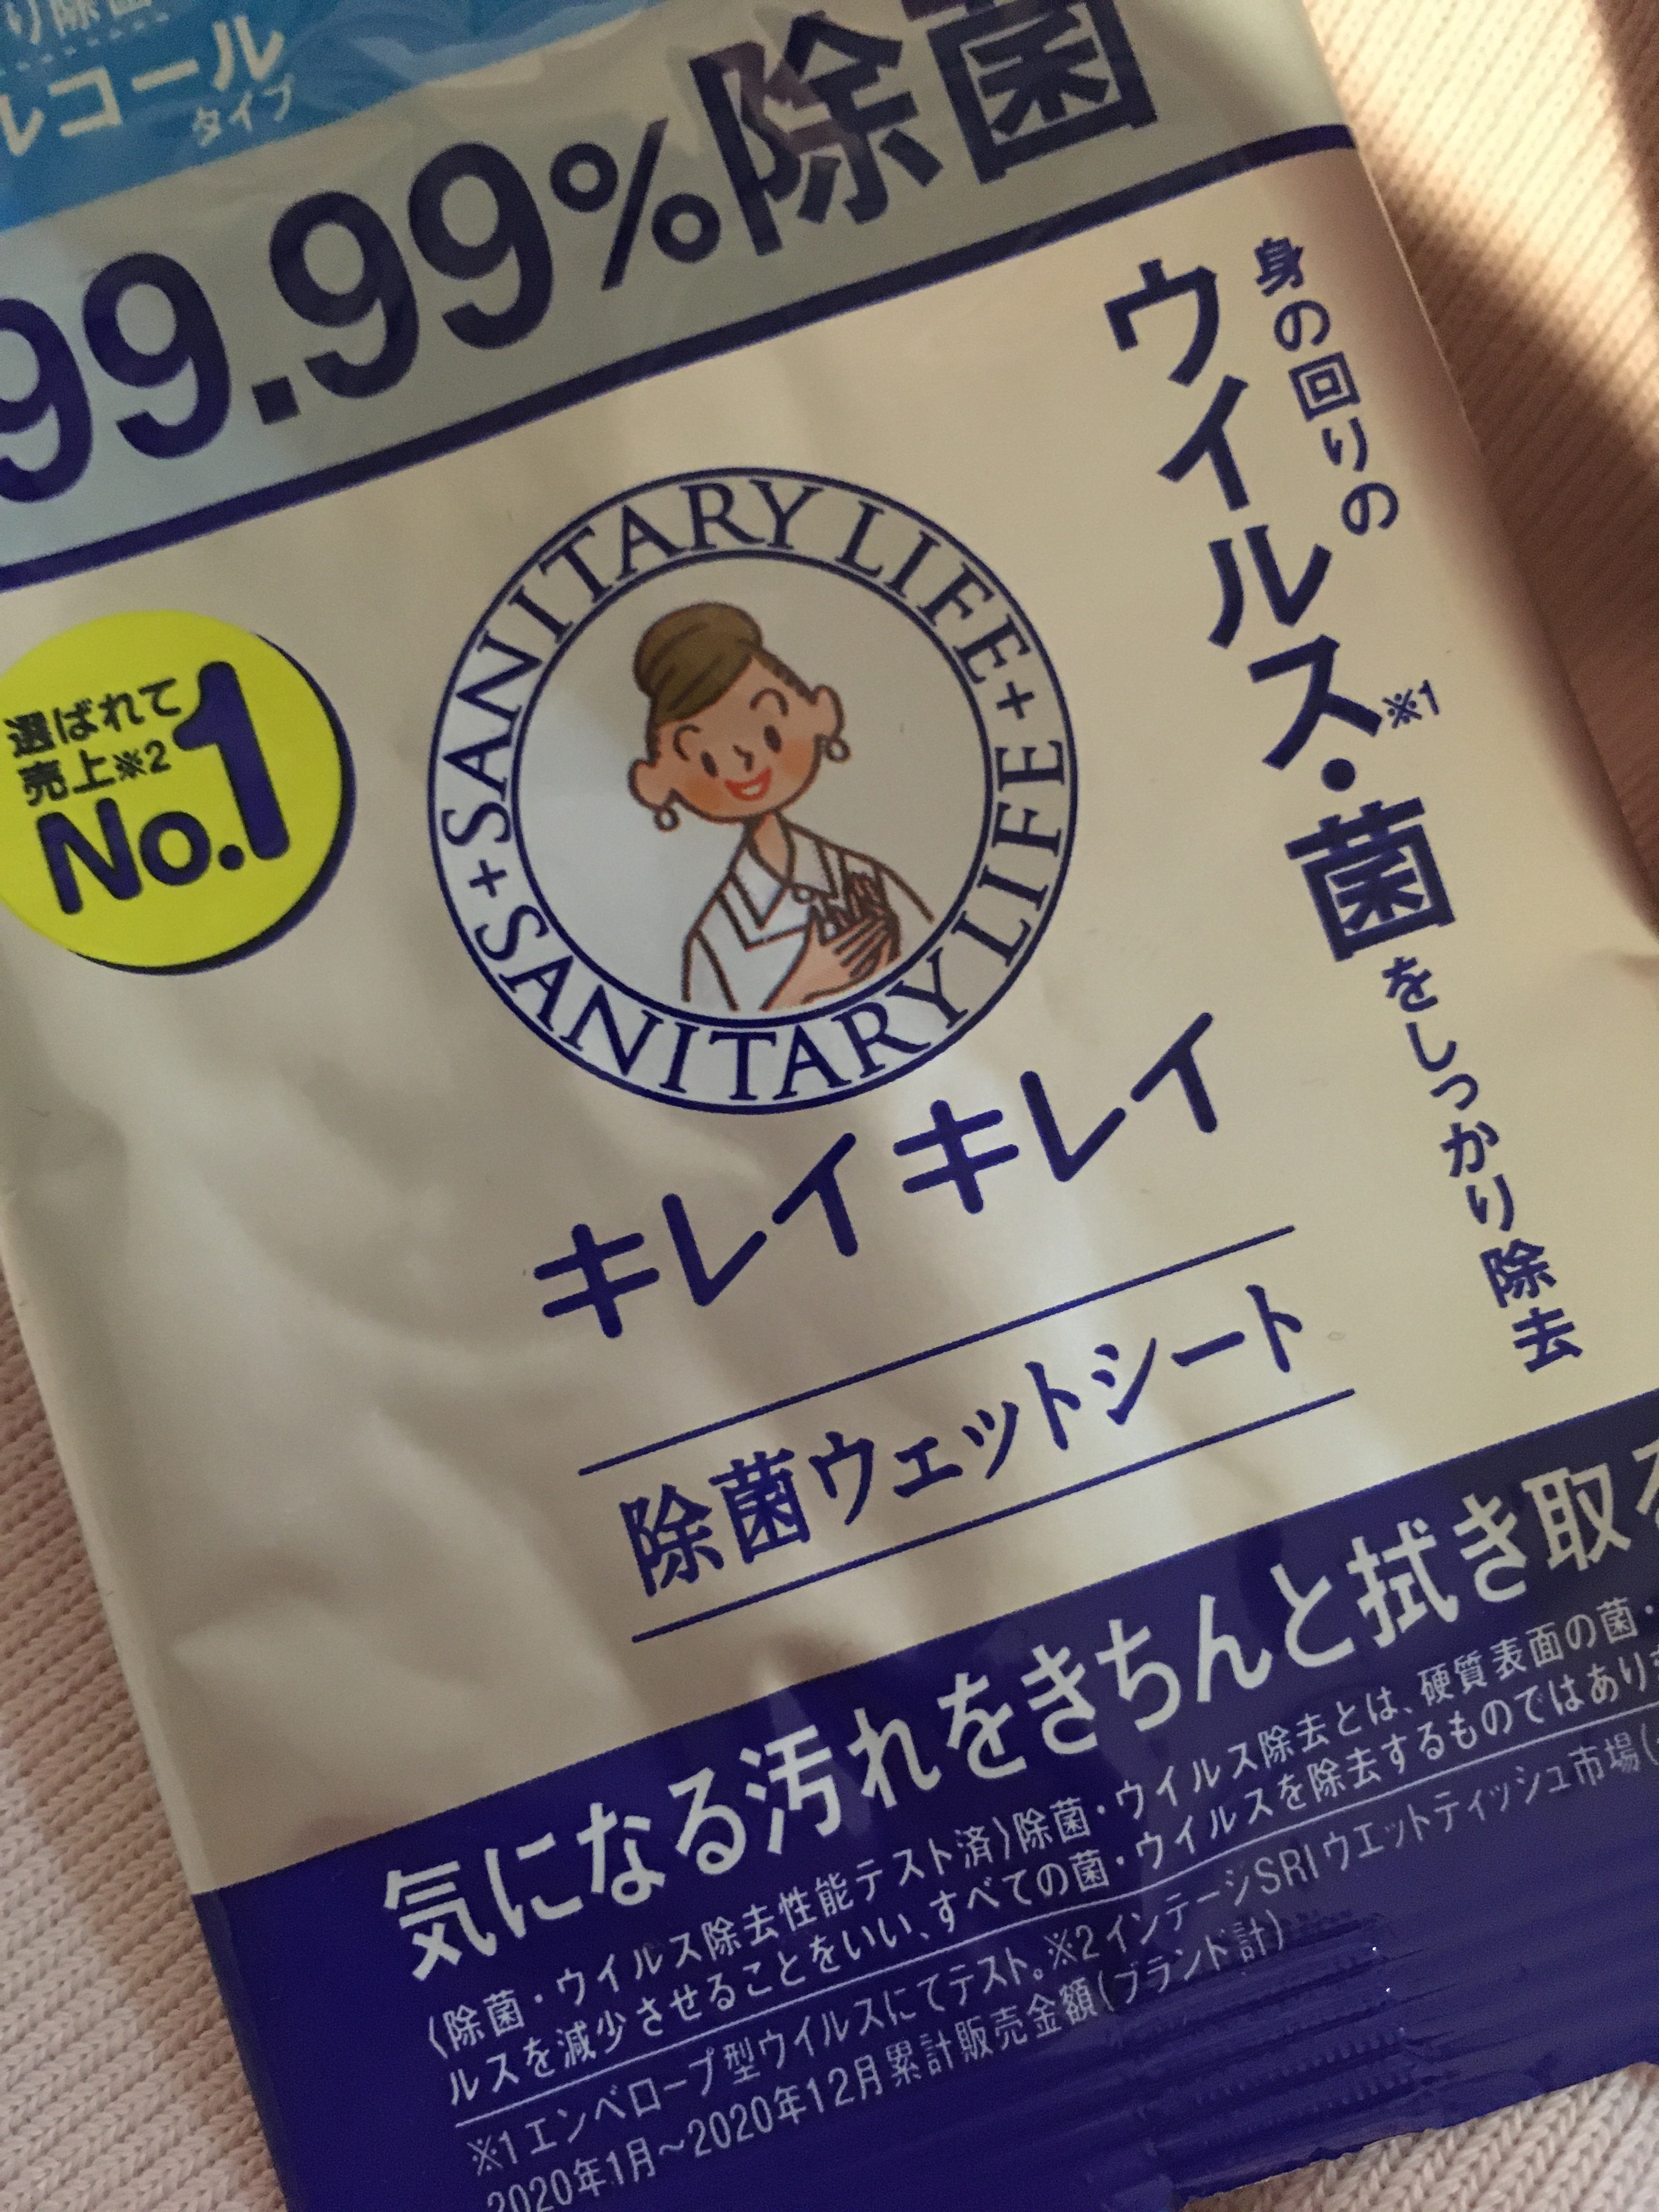 り除菌
ルコール
タイプ
99.99%除菌
身の回りの
ウイルス・菌をしっかり除去
※1
選ばれて
売上※2
No.1
+SANITARY LIFE+
SANITARY LIFE
キレイキレイ
除菌ウェットシート
気になる汚れをきちんと拭き取る
(除菌・ウイルス除去性能テスト済)除菌・ウイルス除去とは、硬質表面の菌・
ルスを減少させることをいい、すべての菌・ウイルスを除去するものではありま
※1エンベロープ型ウイルスにてテスト。※2インテージSRIウエットティッシュ市場(
2020年1月〜2020年12月累計販売金額(ブランド計)